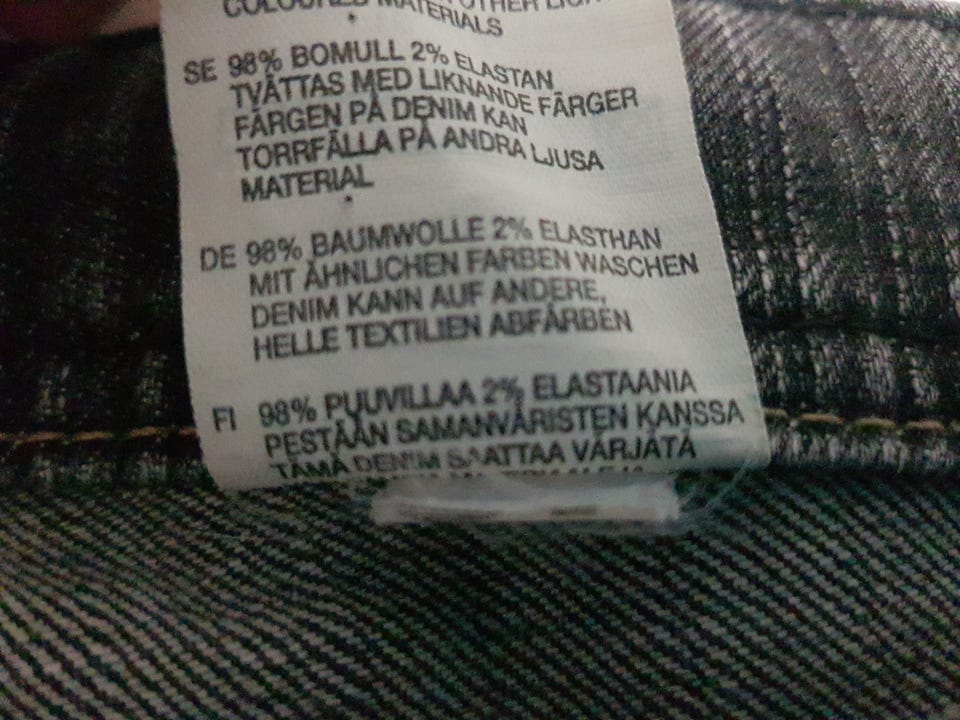 COLOURED MATERIALS OTHER
SE 98% BOMULL 2% ELASTAN
TVÄTTAS MED LIKNANDE FÄRGER
FÄRGEN PÅ DENIM KAN
TORRFÄLLA PÅ ANDRA LJUSA
MATERIAL
DE 98% BAUMWOLLE 2% ELASTHAN
MIT ÄHNLICHEN FARBEN WASCHEN
DENIM KANN AUF ANDERE,
HELLE TEXTILIEN ABFÄRBEN
FI 98% PUUVILLAA 2% ELASTAANIA
PESTÄÄN SAMANVÄRISTEN KANSSA
TÄMÄ DENIM SAATTAA VÄRJÄTÄ